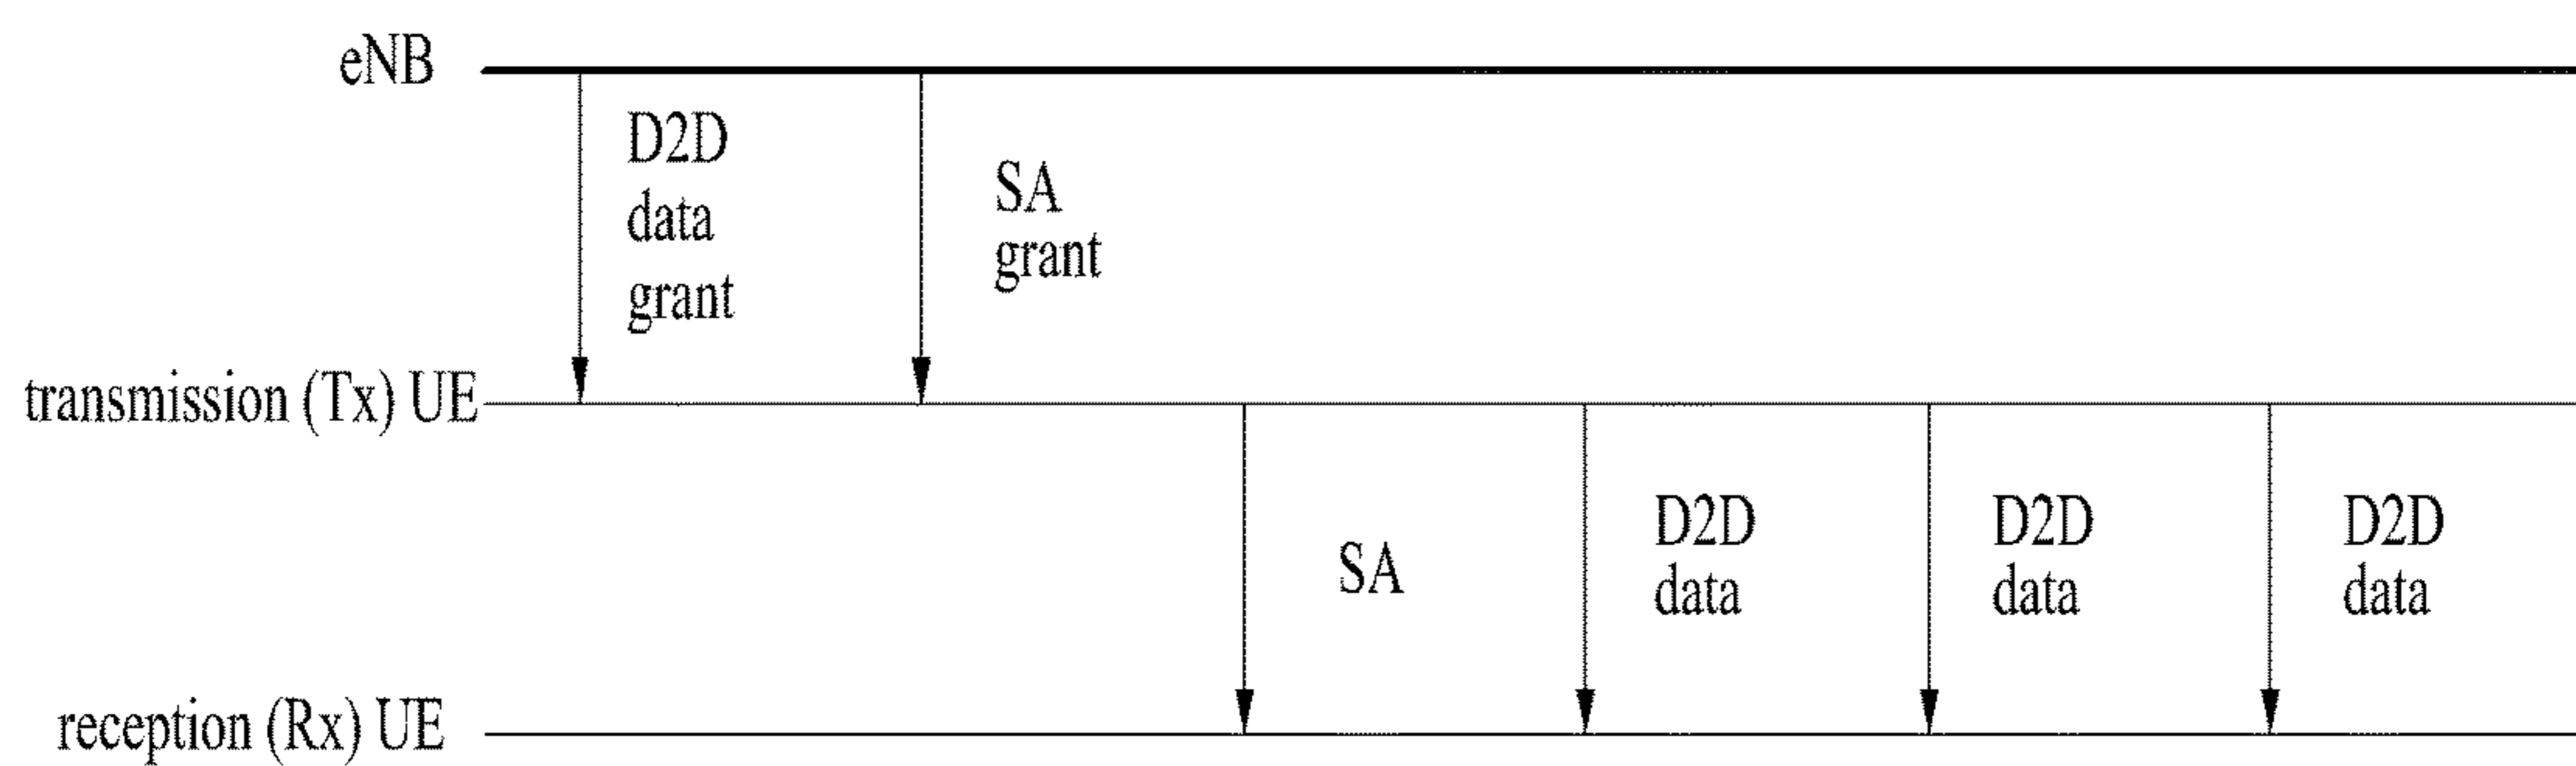 eNB
D2D
data
grant
SA
grant
transmission (Tx) UE
SA
D2D
data
D2D
data
D2D
data
reception (Rx) UE